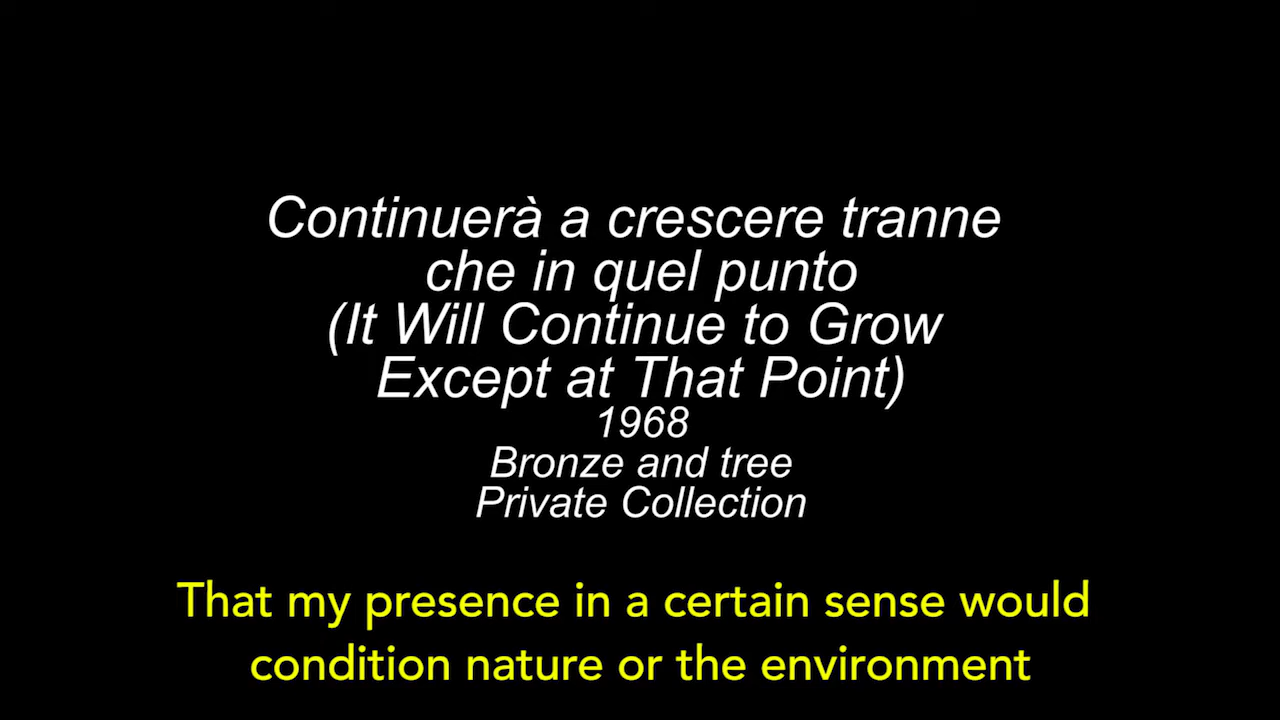 Continuerà a crescere tranne
che in quel punto
(It Will Continue to Grow
Except at That Point)
1968
Bronze and tree
Private Collection
That my presence in a certain sense would
condition nature or the environment